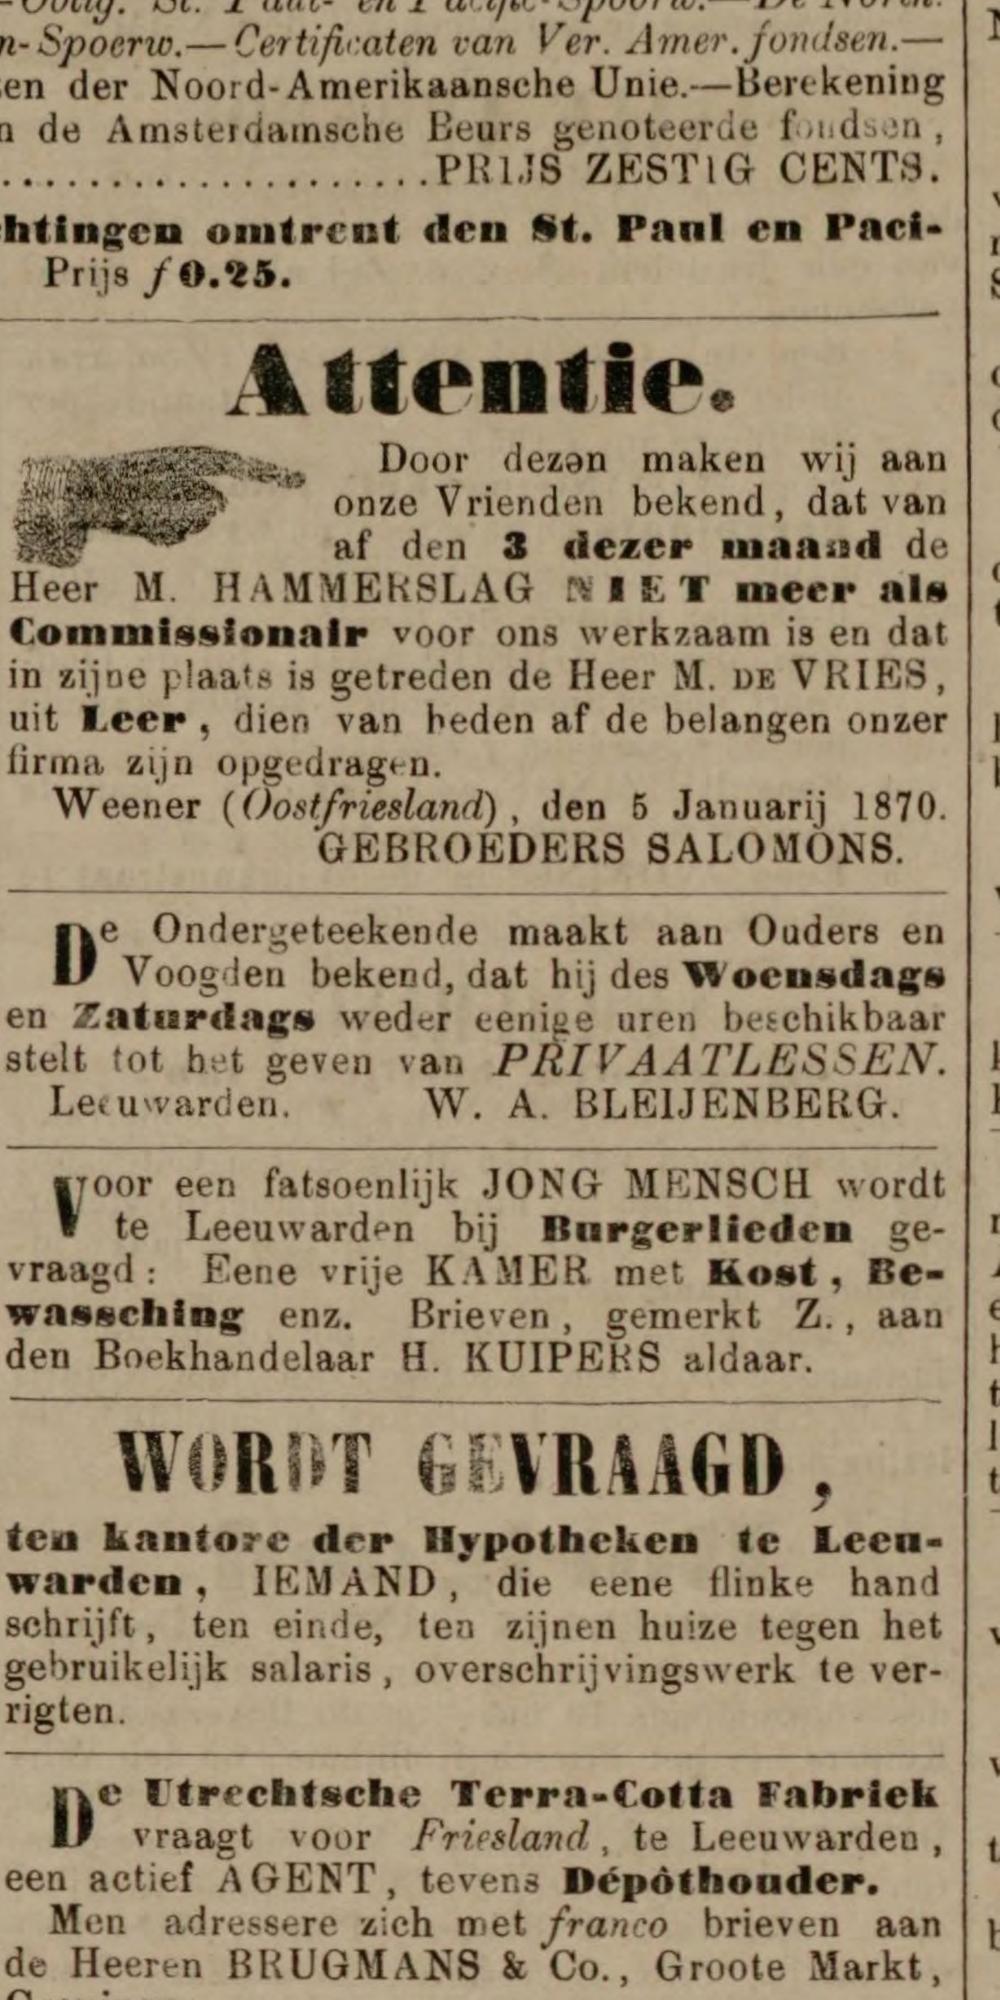 Oblig. St. Paul- en Pacific-Spoorw.—De North.
n-Spoorw.—Certificaten van Ver. Amer. fondsen.—
en der Noord-Amerikaansche Unie.—Berekening
n de Amsterdamsche Beurs genoteerde fondsen,
.....................PRIJS ZESTIG CENTS.
htingen omtrent den St. Paul en Paci-
Prijs f 0.25.
Attentie.
Door dezen maken wij aan
onze Vrienden bekend, dat van
af den 3 dezer maand de
Heer M. HAMMERSLAG NIET meer als
Commissionair voor ons werkzaam is en dat
in zijne plaats is getreden de Heer M. DE VRIES,
uit Leer, dien van heden af de belangen onzer
firma zijn opgedragen.
Weener (Oostfriesland), den 5 Januarij 1870.
GEBROEDERS SALOMONS.
De Ondergeteekende maakt aan Ouders en
Voogden bekend, dat hij des Woensdags
en Zaturdags weder eenige uren beschikbaar
stelt tot het geven van PRIVAATLESSEN.
Leeuwarden. W. A. BLEIJENBERG.
Voor een fatsoenlijk JONG MENSCH wordt
te Leeuwarden bij Burgerlieden ge-
vraagd: Eene vrije KAMER met Kost, Be-
wassching enz. Brieven, gemerkt Z., aan
den Boekhandelaar H. KUIPERS aldaar.
WORDT GEVRAAGD,
ten kantore der Hypotheken te Leeu-
warden, IEMAND, die eene flinke hand
schrijft, ten einde, ten zijnen huize tegen het
gebruikelijk salaris, overschrijvingswerk te ver-
rigten.
De Utrechtsche Terra-Cotta Fabriek
vraagt voor Friesland, te Leeuwarden,
een actief AGENT, tevens Dépôthouder.
Men adressere zich met franco brieven aan
de Heeren BRUGMANS & Co., Groote Markt,